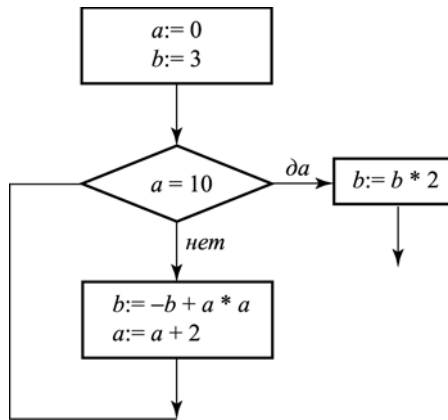 a:= 0
b:= 3
a = 10
да
b:= b * 2
нет
b:= –b + a * a
a:= a + 2